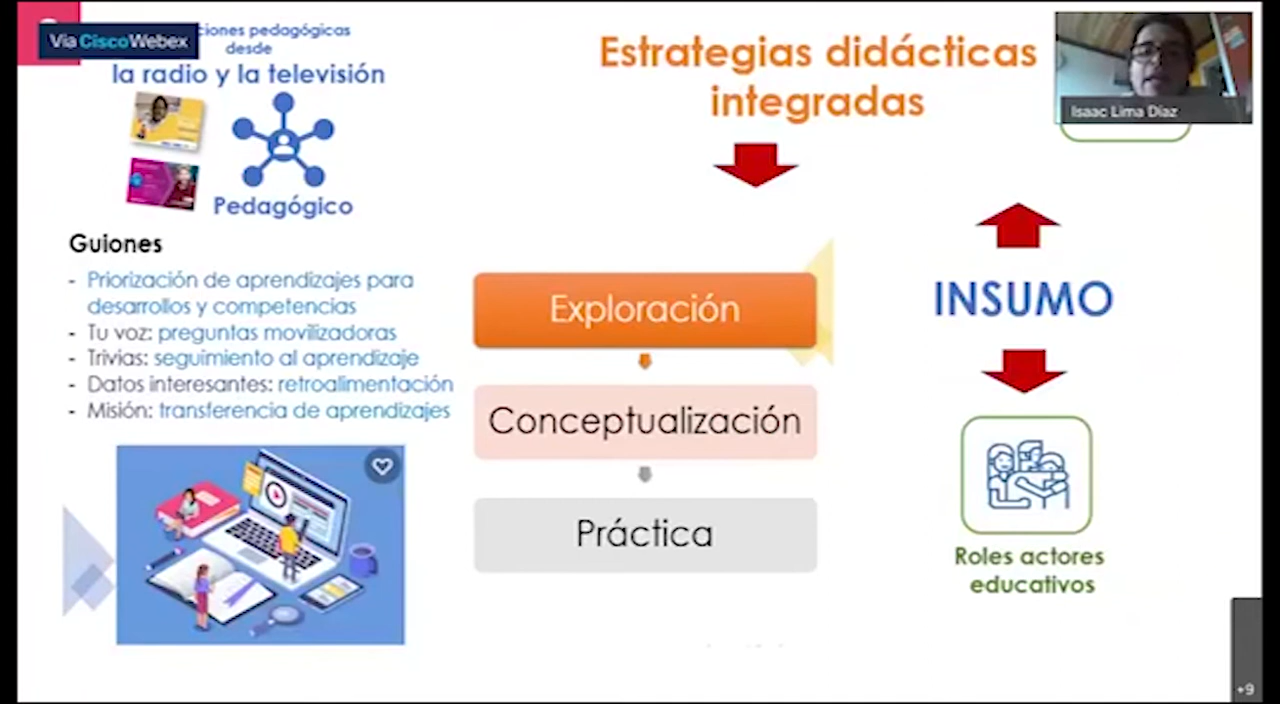 Vía CiscoWebex
ciones pedagógicas
desde
la radio y la televisión
Pedagógico
Guiones
- Priorización de aprendizajes para
desarrollos y competencias
- Tu voz: preguntas movilizadoras
- Trivias: seguimiento al aprendizaje
- Datos interesantes: retroalimentación
- Misión: transferencia de aprendizajes
Estrategias didácticas
integradas
Exploración
Conceptualización
Práctica
Isaac Lima Díaz
INSUMO
Roles actores
educativos
+9